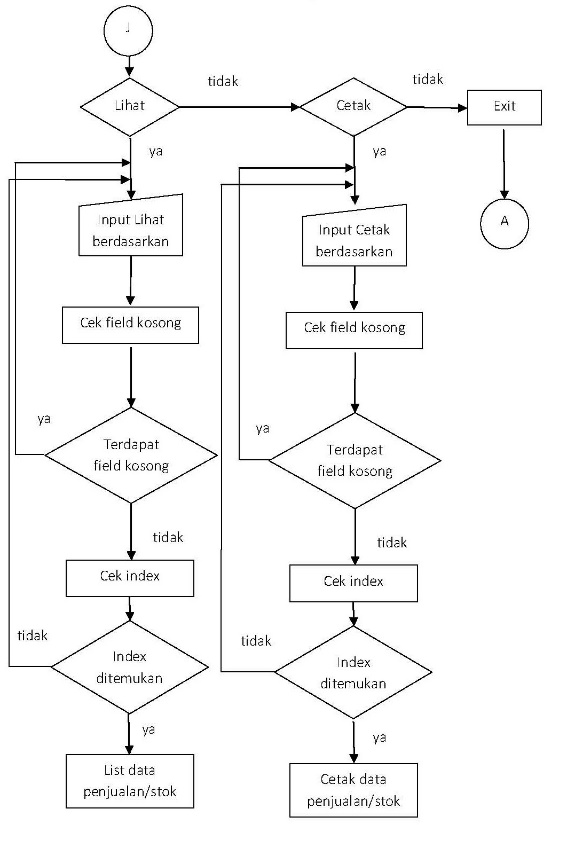 J
tidak
tidak
Lihat
Cetak
Exit
ya
ya
Input Lihat
berdasarkan
Input Cetak
berdasarkan
A
Cek field kosong
Cek field kosong
ya
Terdapat
field kosong
ya
Terdapat
field kosong
tidak
tidak
Cek index
Cek index
tidak
Index
ditemukan
tidak
Index
ditemukan
ya
ya
List data
penjualan/stok
Cetak data
penjualan/stok